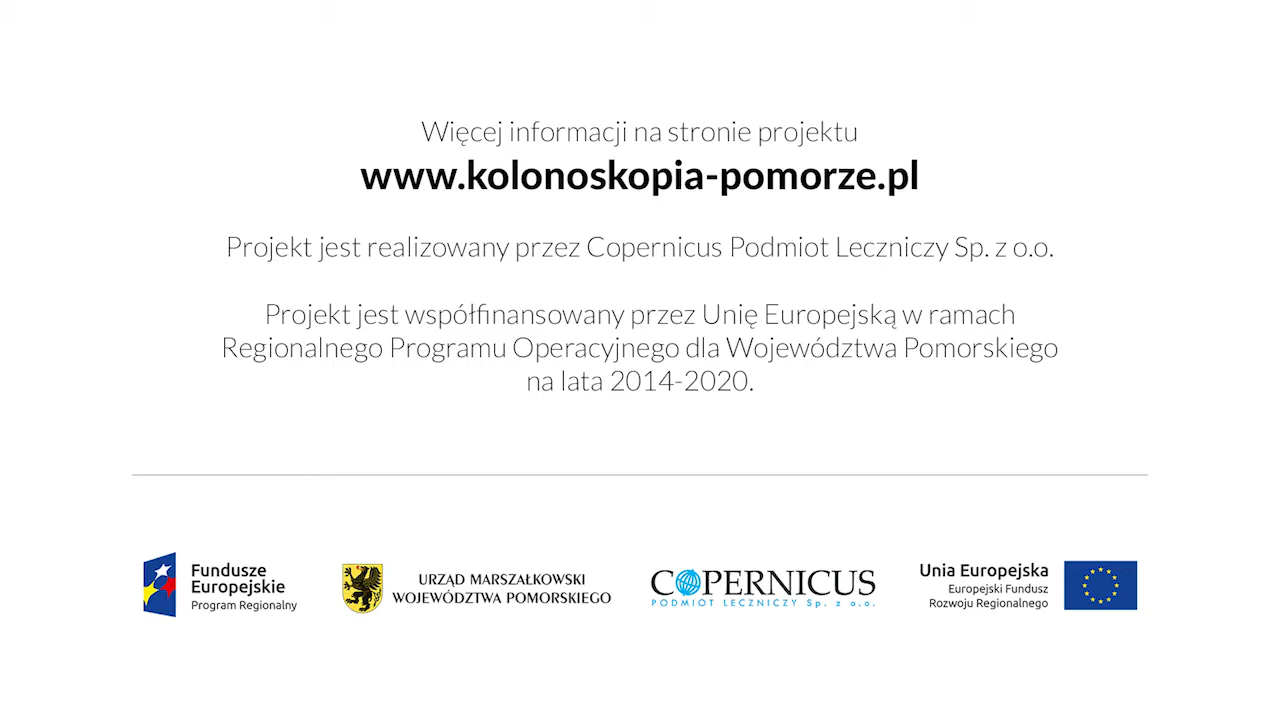 Więcej informacji na stronie projektu
www.kolonoskopia-pomorze.pl
Projekt jest realizowany przez Copernicus Podmiot Leczniczy Sp. z o.o.
Projekt jest współfinansowany przez Unię Europejską w ramach
Regionalnego Programu Operacyjnego dla Województwa Pomorskiego
na lata 2014-2020.
Fundusze
Europejskie
Program Regionalny
URZĄD MARSZAŁKOWSKI
WOJEWÓDZTWA POMORSKIEGO
COPERNICUS
PODMIOT LECZNICZY Sp. z o.o.
Unia Europejska
Europejski Fundusz
Rozwoju Regionalnego